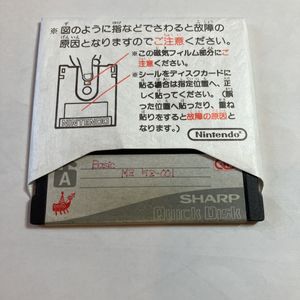 ※図のように指などでさわると故障の
原因となりますのでご注意ください。
※この磁気フィルム部分にご
注意ください。
※シールをディスクカードに
貼る場合は指定位置へ、正
しく貼ってください。(誤
った位置へ貼ったり、重ね
貼りをすると故障の原因と
なります。)
NINTENDO
Nintendo
A
Basic
MZ
SHARP
Quick Disk